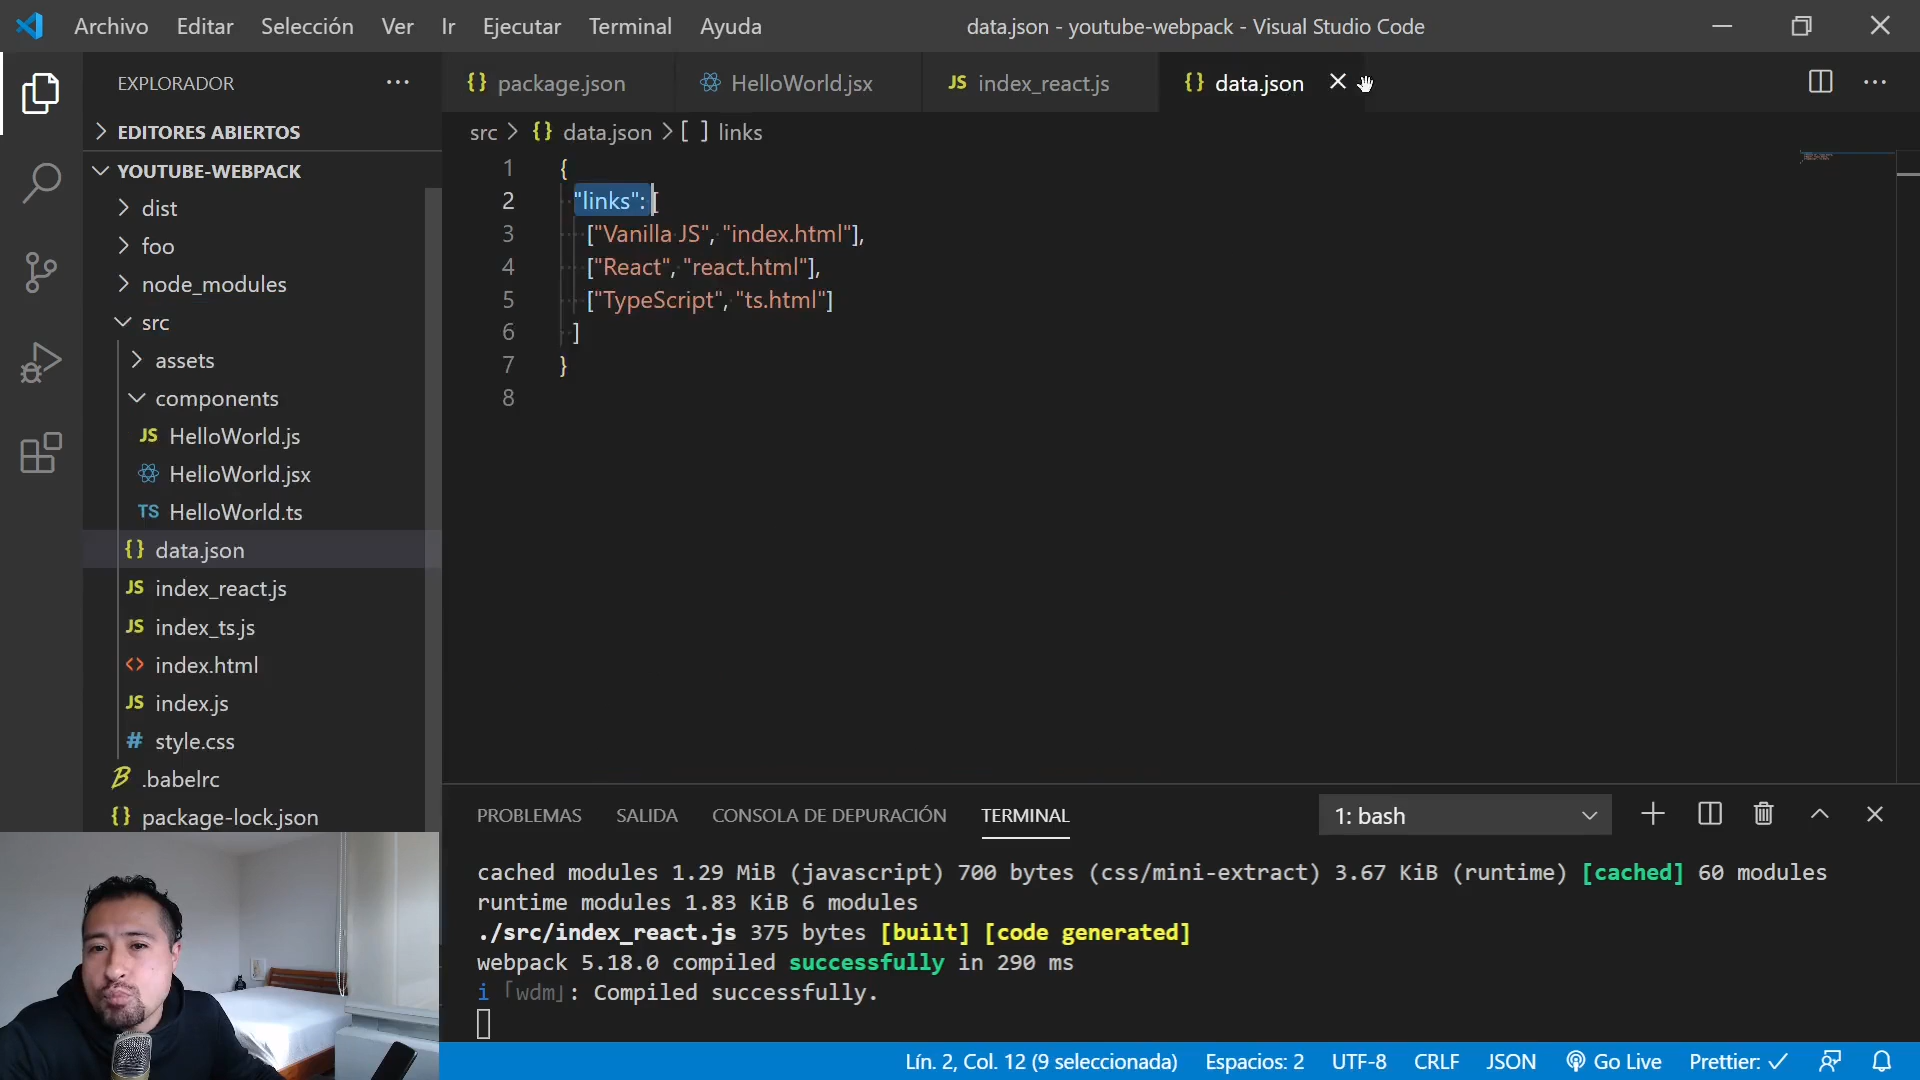 Archivo Editar Selección Ver Ir Ejecutar Terminal Ayuda data.json - youtube-webpack - Visual Studio Code
EXPLORADOR
package.json
HelloWorld.jsx
JS index_react.js
{} data.json
EDITORES ABIERTOS
src > {} data.json > [ ] links
YOUTUBE-WEBPACK
dist
foo
node_modules
src
assets
components
JS HelloWorld.js
HelloWorld.jsx
TS HelloWorld.ts
{} data.json
JS index_react.js
JS index_ts.js
<> index.html
JS index.js
# style.css
.babelrc
{} package-lock.json
1 {
2 "links": [
3 ["Vanilla JS", "index.html"],
4 ["React", "react.html"],
5 ["TypeScript", "ts.html"]
6 ]
7 }
8
PROBLEMAS SALIDA CONSOLA DE DEPURACIÓN TERMINAL 1: bash
cached modules 1.29 MiB (javascript) 700 bytes (css/mini-extract) 3.67 KiB (runtime) [cached] 60 modules
runtime modules 1.83 KiB 6 modules
./src/index_react.js 375 bytes [built] [code generated]
webpack 5.18.0 compiled successfully in 290 ms
i ｢wdm｣: Compiled successfully.
Lín. 2, Col. 12 (9 seleccionada) Espacios: 2 UTF-8 CRLF JSON Go Live Prettier: ✓